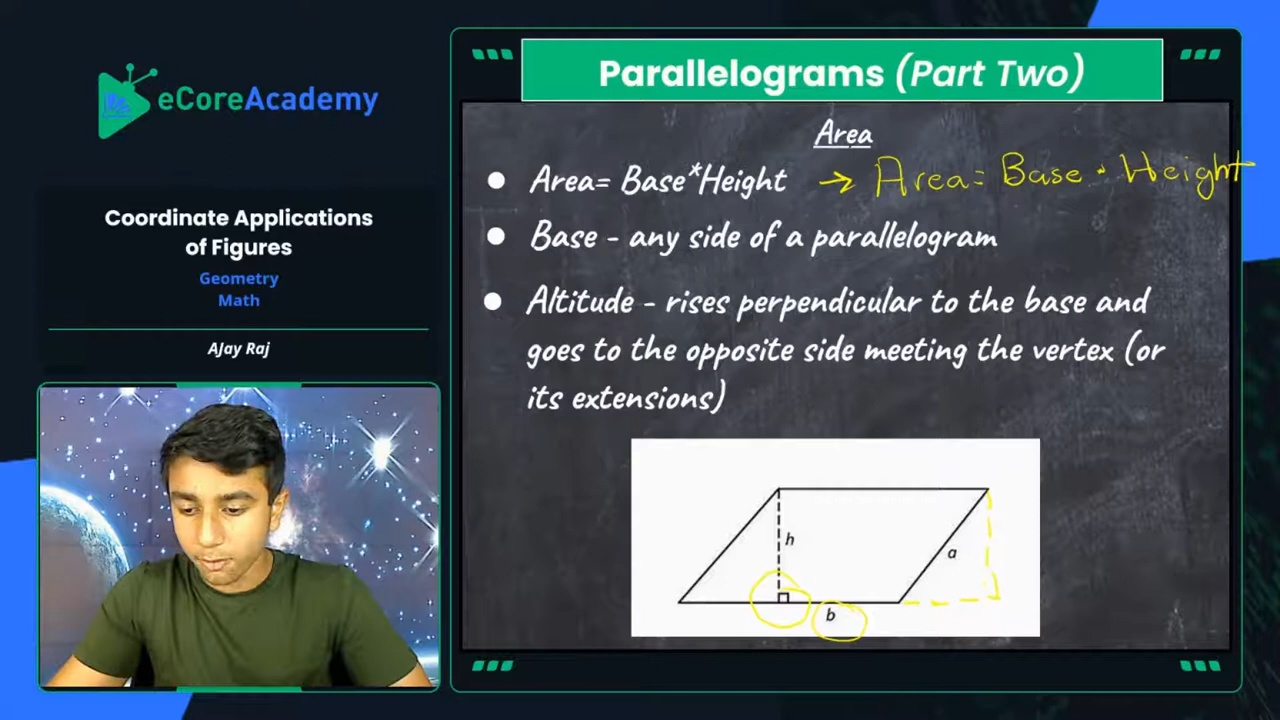 eCoreAcademy
Coordinate Applications
of Figures
Geometry
Math
AJay Raj
Parallelograms (Part Two)
Area
Area= Base*Height → Area= Base · Height
Base - any side of a parallelogram
Altitude - rises perpendicular to the base and
goes to the opposite side meeting the vertex (or
its extensions)
h
a
b